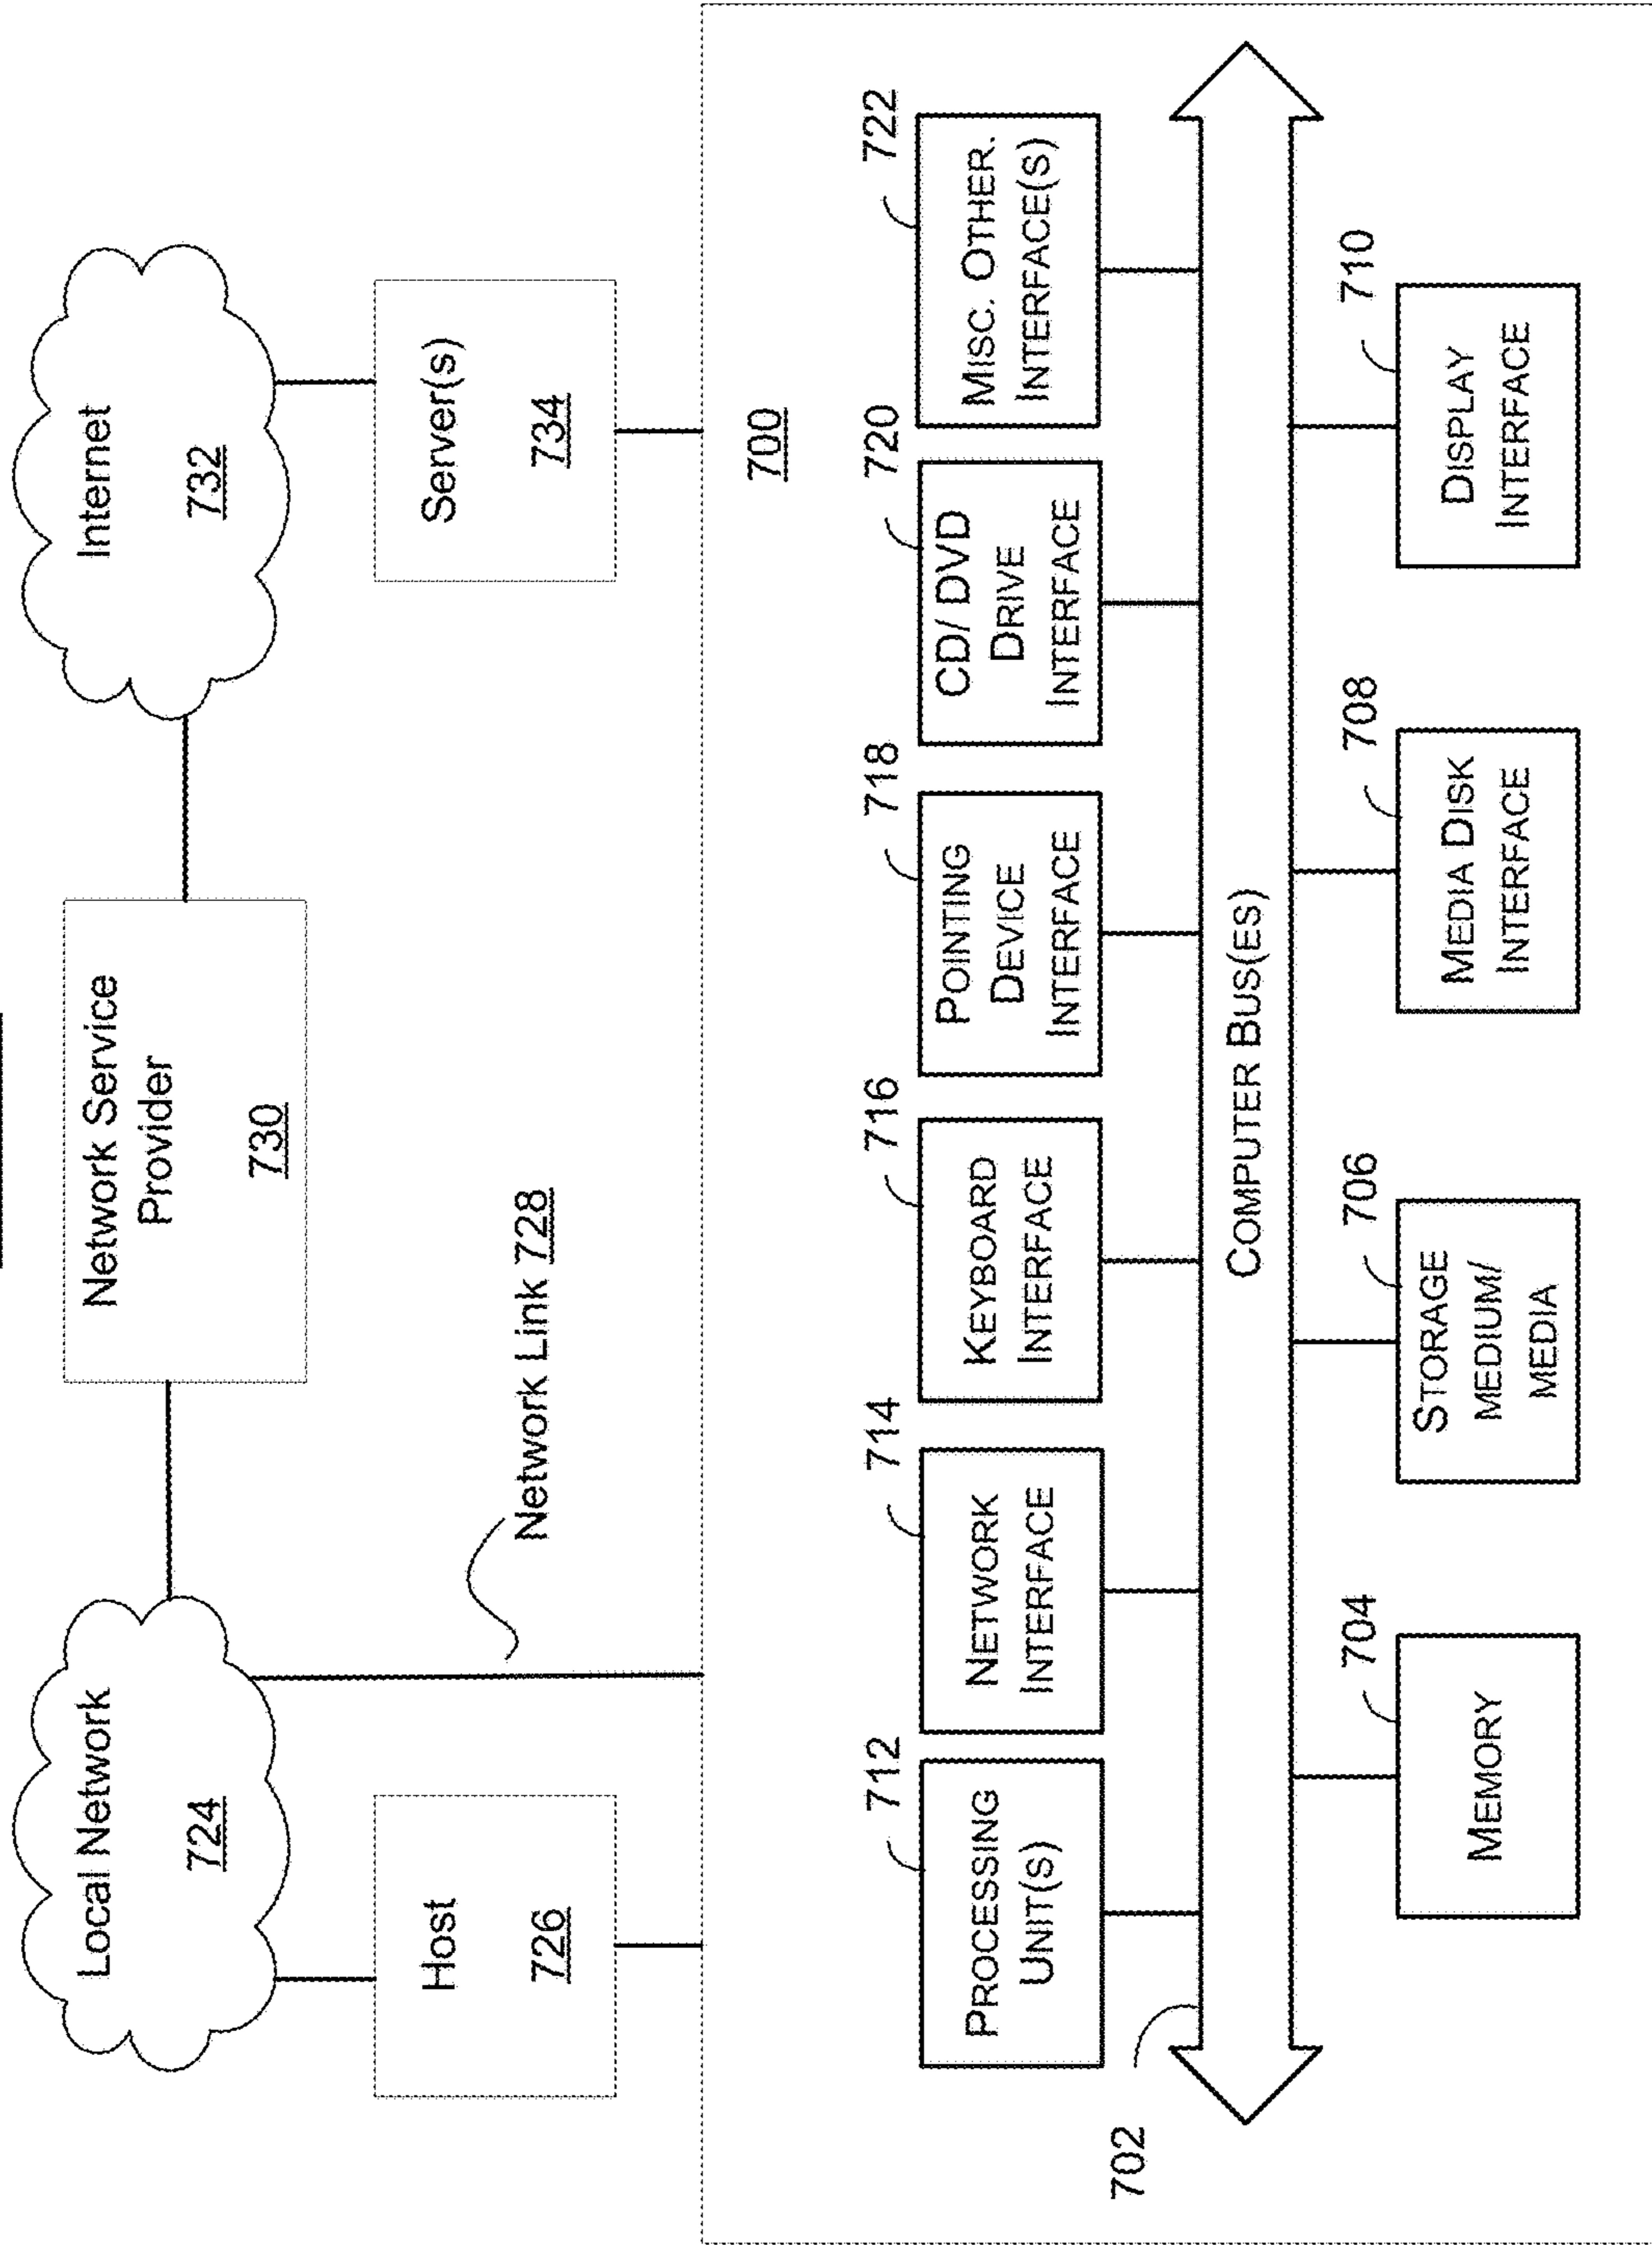 Local Network
724
Network Service
Provider
730
Internet
732
Host
726
Network Link 728
Server(s)
734
700
712
714
716
718
720
722
PROCESSING
UNIT(S)
NETWORK
INTERFACE
KEYBOARD
INTERFACE
POINTING
DEVICE
INTERFACE
CD/ DVD
DRIVE
INTERFACE
MISC. OTHER.
INTERFACE(S)
702
COMPUTER BUS(ES)
704
706
708
710
MEMORY
STORAGE
MEDIUM/
MEDIA
MEDIA DISK
INTERFACE
DISPLAY
INTERFACE